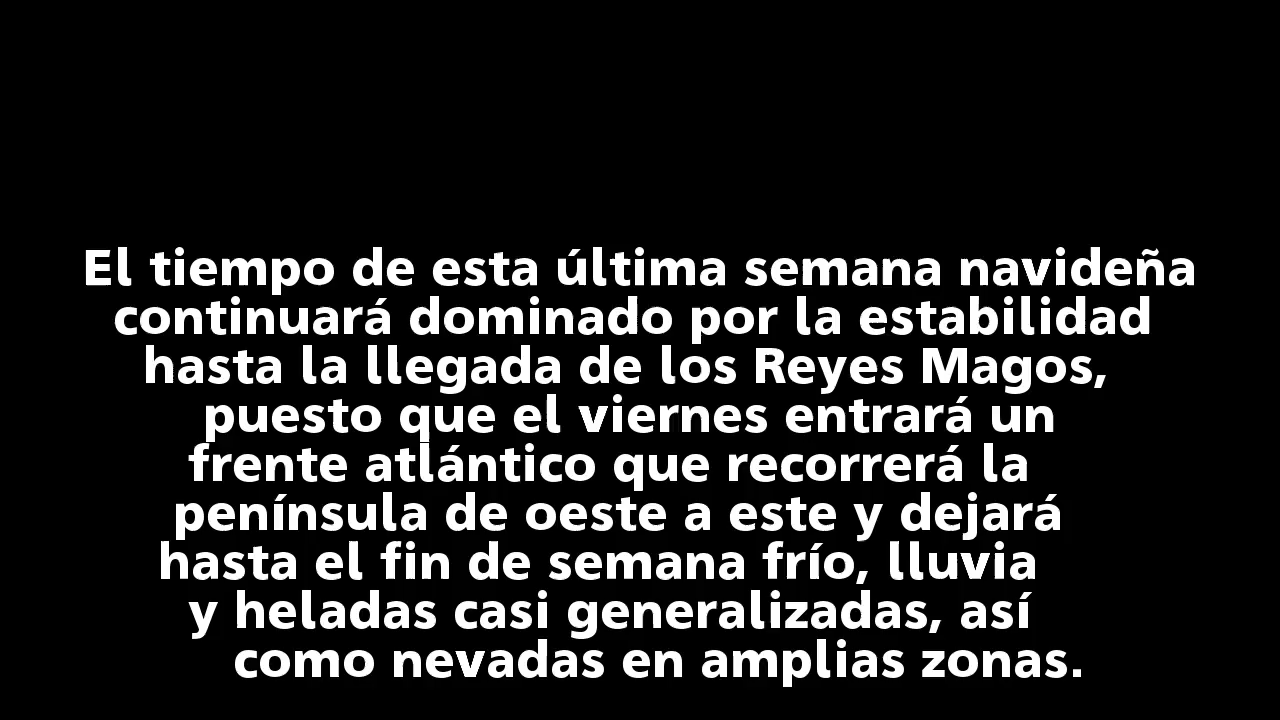 El tiempo de esta última semana navideña
continuará dominado por la estabilidad
hasta la llegada de los Reyes Magos,
puesto que el viernes entrará un
frente atlántico que recorrerá la
península de oeste a este y dejará
hasta el fin de semana frío, lluvia
y heladas casi generalizadas, así
como nevadas en amplias zonas.